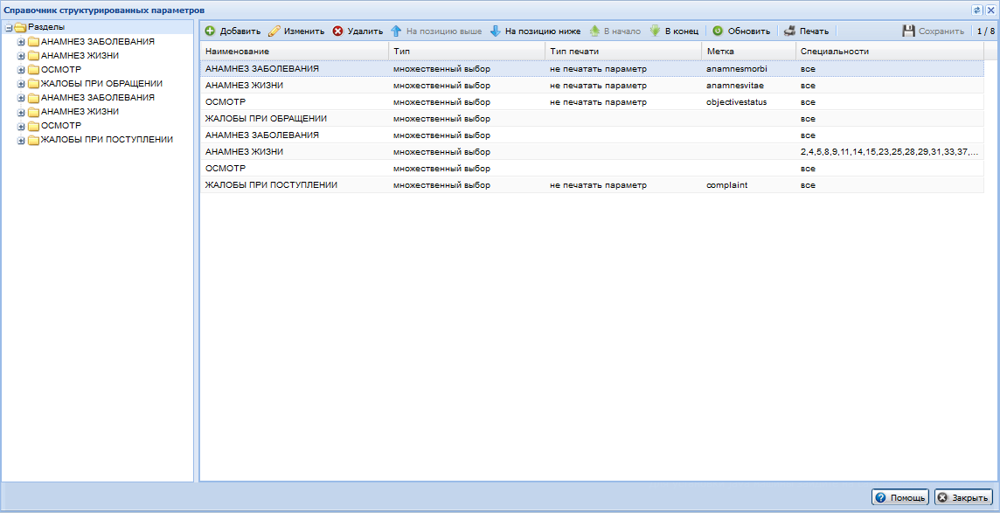 Справочник структурированных параметров
Разделы
АНАМНЕЗ ЗАБОЛЕВАНИЯ
АНАМНЕЗ ЖИЗНИ
ОСМОТР
ЖАЛОБЫ ПРИ ОБРАЩЕНИИ
АНАМНЕЗ ЗАБОЛЕВАНИЯ
АНАМНЕЗ ЖИЗНИ
ОСМОТР
ЖАЛОБЫ ПРИ ПОСТУПЛЕНИИ
Добавить Изменить Удалить На позицию выше На позицию ниже В начало В конец Обновить Печать Сохранить 1 / 8
Наименование Тип Тип печати Метка Специальности
АНАМНЕЗ ЗАБОЛЕВАНИЯ множественный выбор не печатать параметр anamnesmorbi все
АНАМНЕЗ ЖИЗНИ множественный выбор не печатать параметр anamnesvitae все
ОСМОТР множественный выбор не печатать параметр objectivestatus все
ЖАЛОБЫ ПРИ ОБРАЩЕНИИ множественный выбор все
АНАМНЕЗ ЗАБОЛЕВАНИЯ множественный выбор все
АНАМНЕЗ ЖИЗНИ множественный выбор 2,4,5,8,9,11,14,15,23,25,28,29,31,33,37,...
ОСМОТР множественный выбор все
ЖАЛОБЫ ПРИ ПОСТУПЛЕНИИ множественный выбор не печатать параметр complaint все
Помощь Закрыть